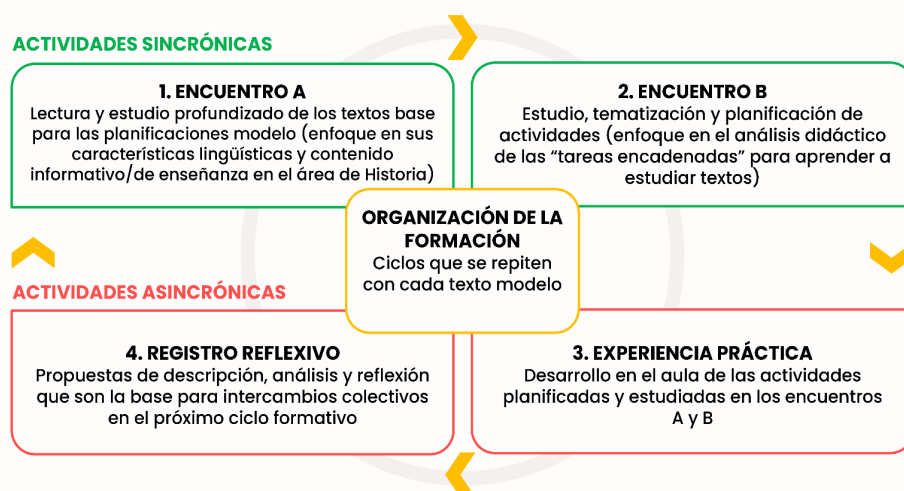 ACTIVIDADES SINCRÓNICAS
1. ENCUENTRO A
Lectura y estudio profundizado de los textos base
para las planificaciones modelo (enfoque en sus
características lingüísticas y contenido
informativo/de enseñanza en el área de Historia)
2. ENCUENTRO B
Estudio, tematización y planificación de
actividades (enfoque en el análisis didáctico
de las “tareas encadenadas” para aprender a
estudiar textos)
ORGANIZACIÓN DE LA
FORMACIÓN
Ciclos que se repiten
con cada texto modelo
ACTIVIDADES ASINCRÓNICAS
4. REGISTRO REFLEXIVO
Propuestas de descripción, análisis y reflexión
que son la base para intercambios colectivos
en el próximo ciclo formativo
3. EXPERIENCIA PRÁCTICA
Desarrollo en el aula de las actividades
planificadas y estudiadas en los encuentros
A y B